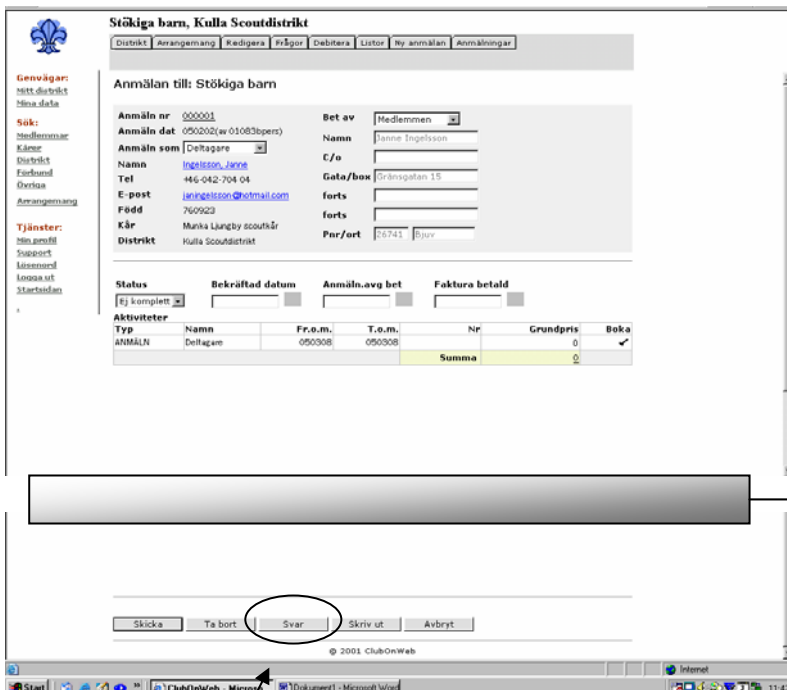 Stökiga barn, Kulla Scoutdistrikt
Distrikt Arrangemang Redigera Frågor Debitera Listor Ny anmälan Anmälningar
Genvägar:
Mitt distrikt
Mina data
Sök:
Medlemmar
Kårer
Distrikt
Förbund
Övriga
Arrangemang
Tjänster:
Min profil
Support
Lösenord
Logga ut
Startsidan
Anmälan till: Stökiga barn
Anmäln nr 000001 Bet av Medlemmen
Anmäln dat 050202(av 01083bpers)
Namn Janne Ingelsson
Anmäln som Deltagare
C/o
Namn Ingelsson, Janne
Tel +46-042-704 04 Gata/box Gränsgatan 15
E-post janingelsson@hotmail.com forts
Född 760923 forts
Kår Munka Ljungby scoutkår
Pnr/ort 26741 Bjuv
Distrikt Kulla Scoutdistrikt
Status Bekräftad datum Anmäln.avg bet Faktura betald
Ej komplett
Aktiviteter
Typ Namn Fr.o.m. T.o.m. Nr Grundpris Boka
ANMÄLN Deltagare 050308 050308 0
Summa 0
Skicka Ta bort Svar Skriv ut Avbryt
© 2001 ClubOnWeb
Internet
Start ClubOnWeb - Microso Dokument1 - Microsoft Word